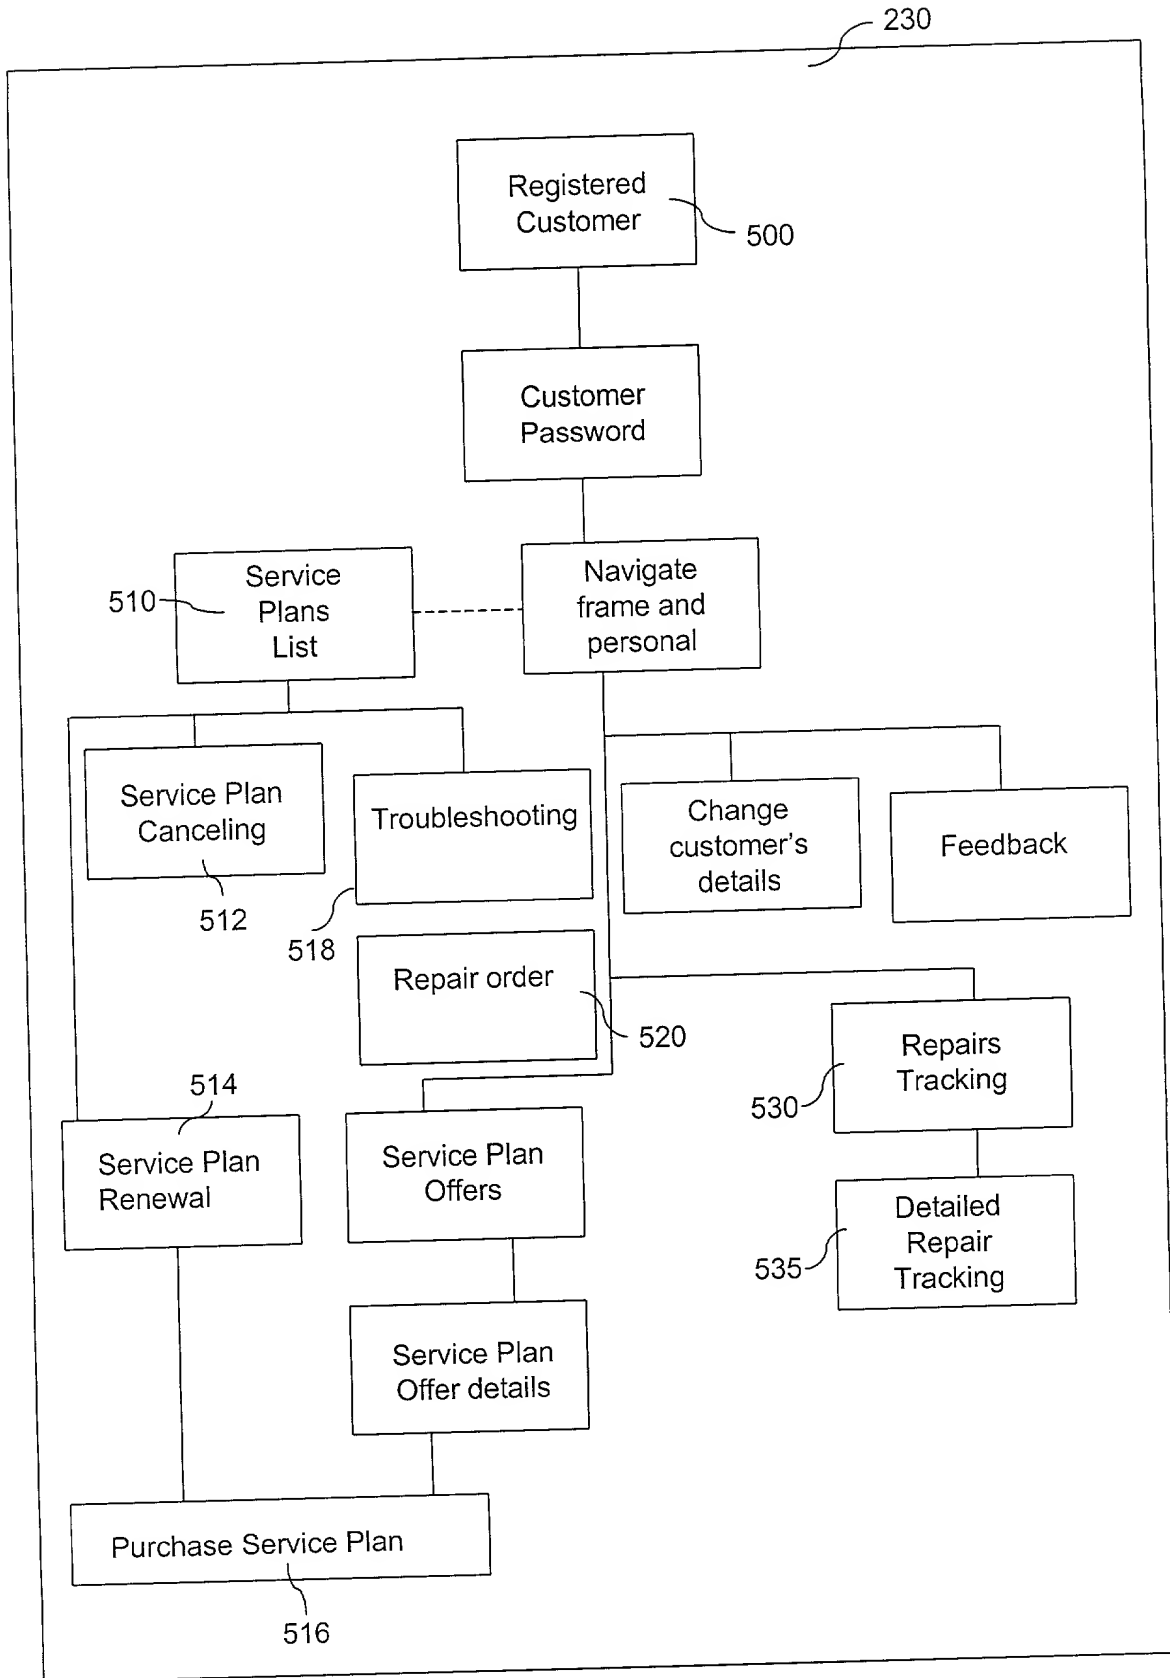 230
Registered
Customer
500
Customer
Password
Service
Plans
List
510
Navigate
frame and
personal
Service Plan
Canceling
512
Troubleshooting
518
Change
customer's
details
Feedback
Repair order
520
Repairs
Tracking
530
514
Service Plan
Renewal
Service Plan
Offers
Detailed
Repair
Tracking
535
Service Plan
Offer details
Purchase Service Plan
516